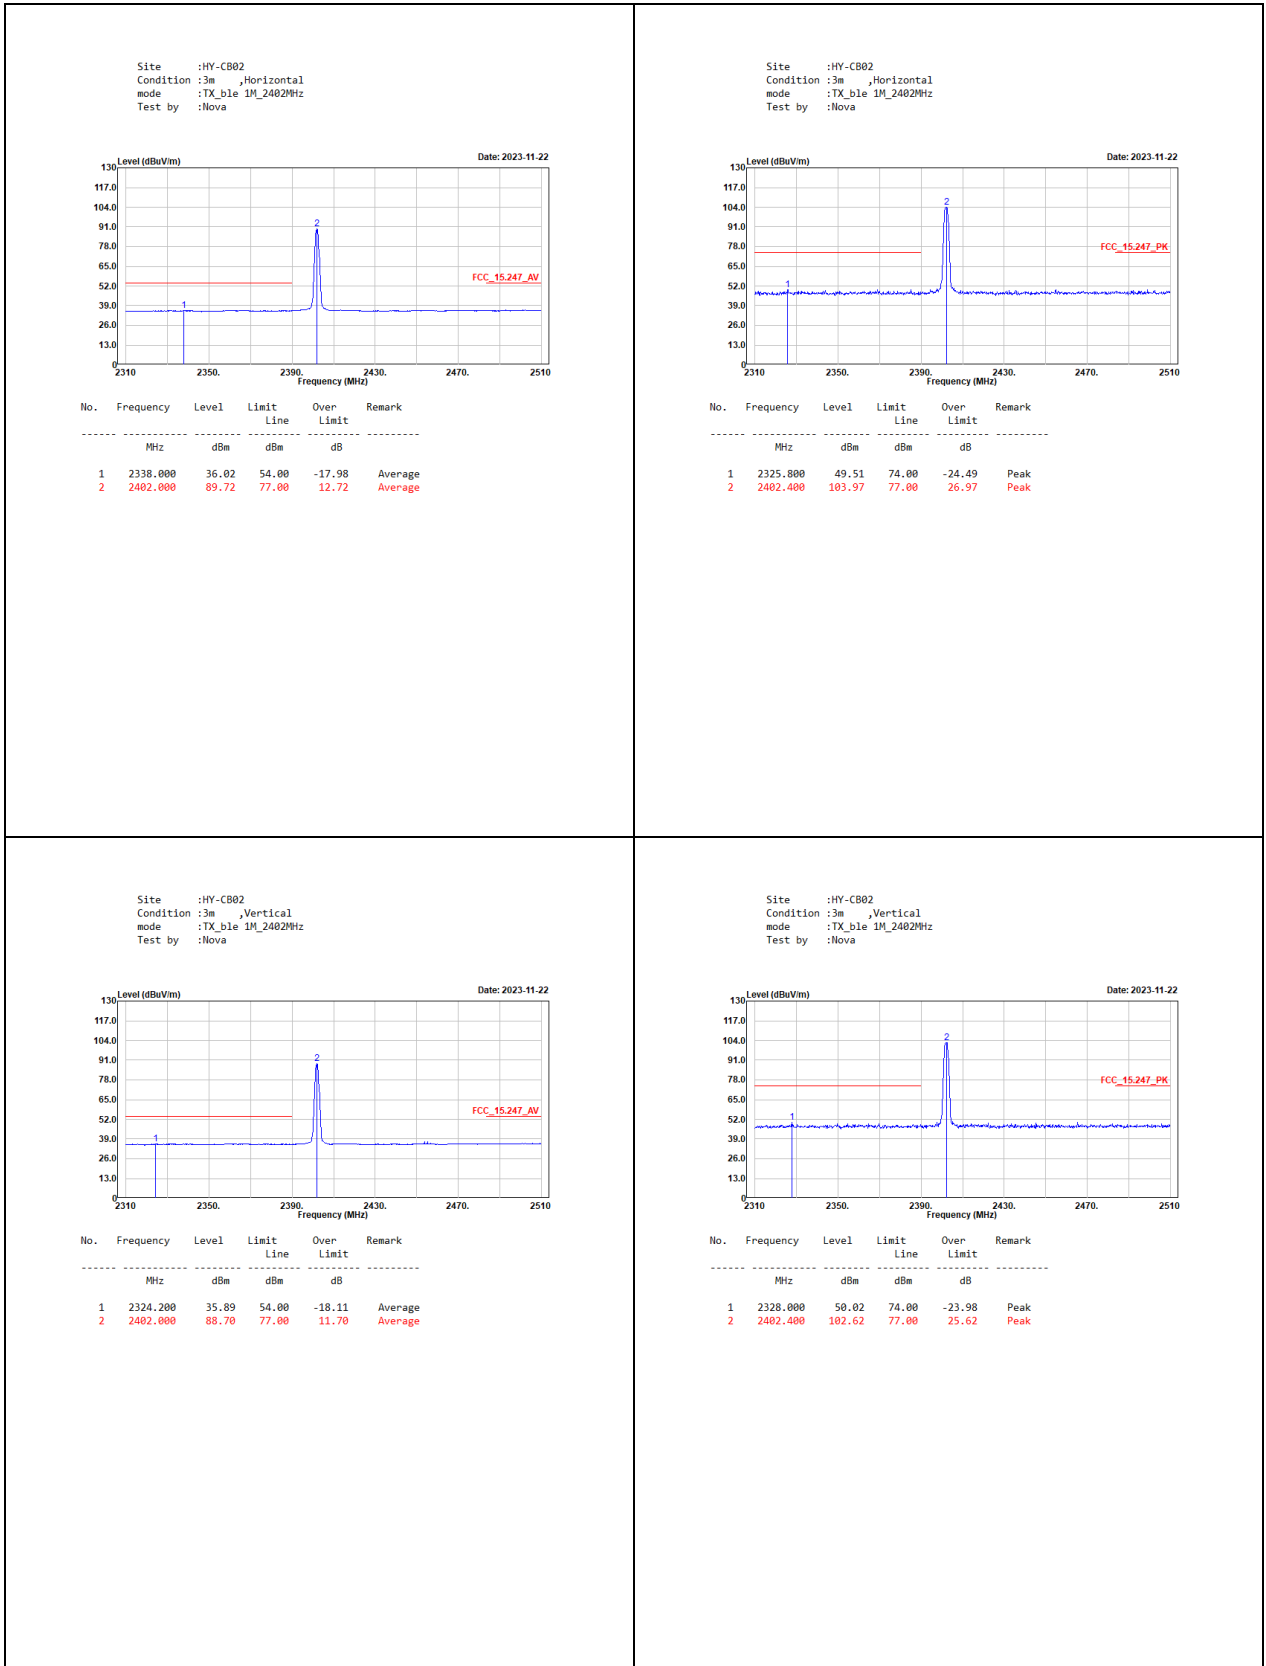 Site      :HY-CB02
Condition :3m    ,Horizontal
mode      :TX_ble 1M_2402MHz
Test by   :Nova
Level (dBuV/m)
Date: 2023-11-22
130
117.0
104.0
91.0
78.0
65.0
52.0
39.0
26.0
13.0
0
2
FCC_15.247_AV
1
2310 2350. 2390. 2430. 2470. 2510
Frequency (MHz)
No. Frequency Level Limit Over Remark
Line Limit
------ ----------- -------- --------- --------- ---------
MHz dBm dBm dB
1 2338.000 36.02 54.00 -17.98 Average
2 2402.000 89.72 77.00 12.72 Average
Site      :HY-CB02
Condition :3m    ,Horizontal
mode      :TX_ble 1M_2402MHz
Test by   :Nova
Level (dBuV/m)
Date: 2023-11-22
130
117.0
104.0
91.0
78.0
65.0
52.0
39.0
26.0
13.0
0
2
FCC_15.247_PK
1
2310 2350. 2390. 2430. 2470. 2510
Frequency (MHz)
No. Frequency Level Limit Over Remark
Line Limit
------ ----------- -------- --------- --------- ---------
MHz dBm dBm dB
1 2325.800 49.51 74.00 -24.49 Peak
2 2402.400 103.97 77.00 26.97 Peak
Site      :HY-CB02
Condition :3m    ,Vertical
mode      :TX_ble 1M_2402MHz
Test by   :Nova
Level (dBuV/m)
Date: 2023-11-22
130
117.0
104.0
91.0
78.0
65.0
52.0
39.0
26.0
13.0
0
2
FCC_15.247_AV
1
2310 2350. 2390. 2430. 2470. 2510
Frequency (MHz)
No. Frequency Level Limit Over Remark
Line Limit
------ ----------- -------- --------- --------- ---------
MHz dBm dBm dB
1 2324.200 35.89 54.00 -18.11 Average
2 2402.000 88.70 77.00 11.70 Average
Site      :HY-CB02
Condition :3m    ,Vertical
mode      :TX_ble 1M_2402MHz
Test by   :Nova
Level (dBuV/m)
Date: 2023-11-22
130
117.0
104.0
91.0
78.0
65.0
52.0
39.0
26.0
13.0
0
2
FCC_15.247_PK
1
2310 2350. 2390. 2430. 2470. 2510
Frequency (MHz)
No. Frequency Level Limit Over Remark
Line Limit
------ ----------- -------- --------- --------- ---------
MHz dBm dBm dB
1 2328.000 50.02 74.00 -23.98 Peak
2 2402.400 102.62 77.00 25.62 Peak